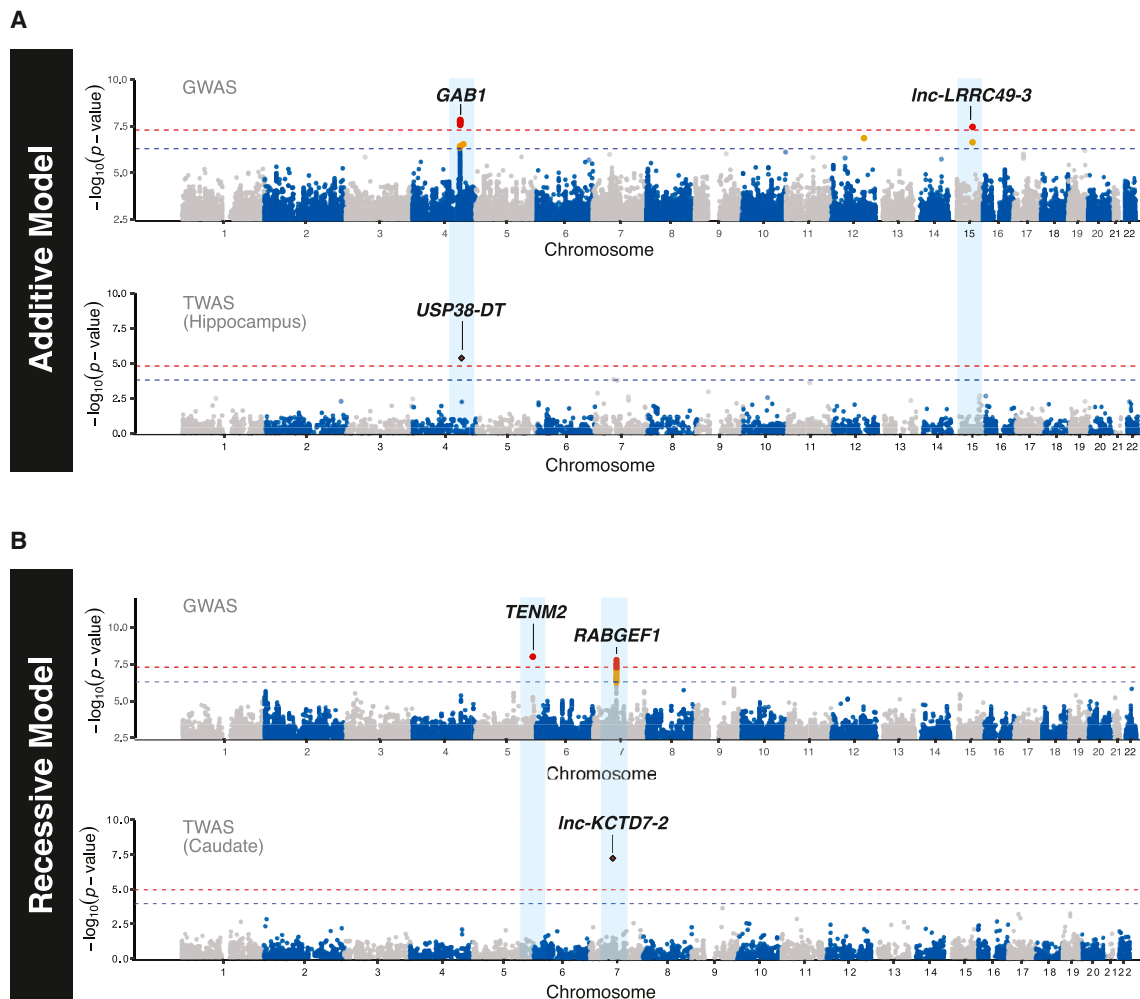 A
Additive Model
GWAS
GAB1
lnc-LRRC49-3
−log10(p−value)
10.0
7.5
5.0
2.5
1 2 3 4 5 6 7 8 9 10 11 12 13 14 15 16 17 18 19 20 21 22
Chromosome
TWAS
(Hippocampus)
USP38-DT
−log10(p−value)
10.0
7.5
5.0
2.5
0.0
1 2 3 4 5 6 7 8 9 10 11 12 13 14 15 16 17 18 19 20 21 22
Chromosome
B
Recessive Model
GWAS
TENM2
RABGEF1
−log10(p−value)
10.0
7.5
5.0
2.5
1 2 3 4 5 6 7 8 9 10 11 12 13 14 15 16 17 18 19 20 21 22
Chromosome
TWAS
(Caudate)
lnc-KCTD7-2
−log10(p−value)
10.0
7.5
5.0
2.5
0.0
1 2 3 4 5 6 7 8 9 10 11 12 13 14 15 16 17 18 19 20 21 22
Chromosome